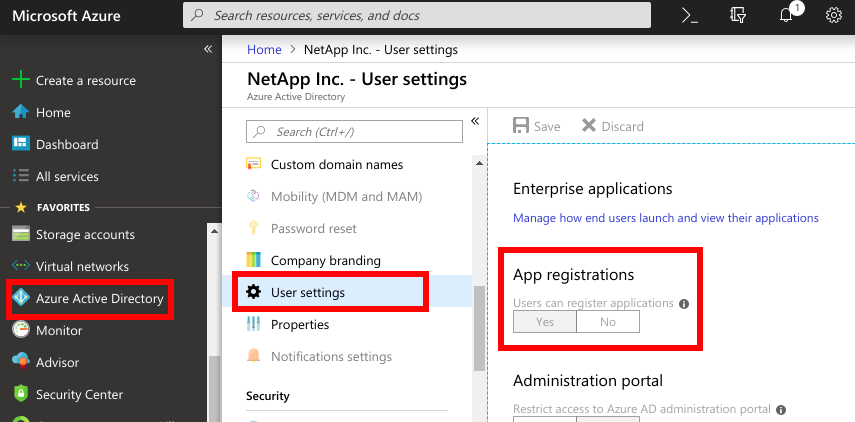 Microsoft Azure
Search resources, services, and docs
1
Create a resource
Home
Dashboard
All services
FAVORITES
Storage accounts
Virtual networks
Azure Active Directory
Monitor
Advisor
Security Center
Home > NetApp Inc. - User settings
NetApp Inc. - User settings
Azure Active Directory
Search (Ctrl+/)
Custom domain names
Mobility (MDM and MAM)
Password reset
Company branding
User settings
Properties
Notifications settings
Security
Save
Discard
Enterprise applications
Manage how end users launch and view their applications
App registrations
Users can register applications
Yes No
Administration portal
Restrict access to Azure AD administration portal